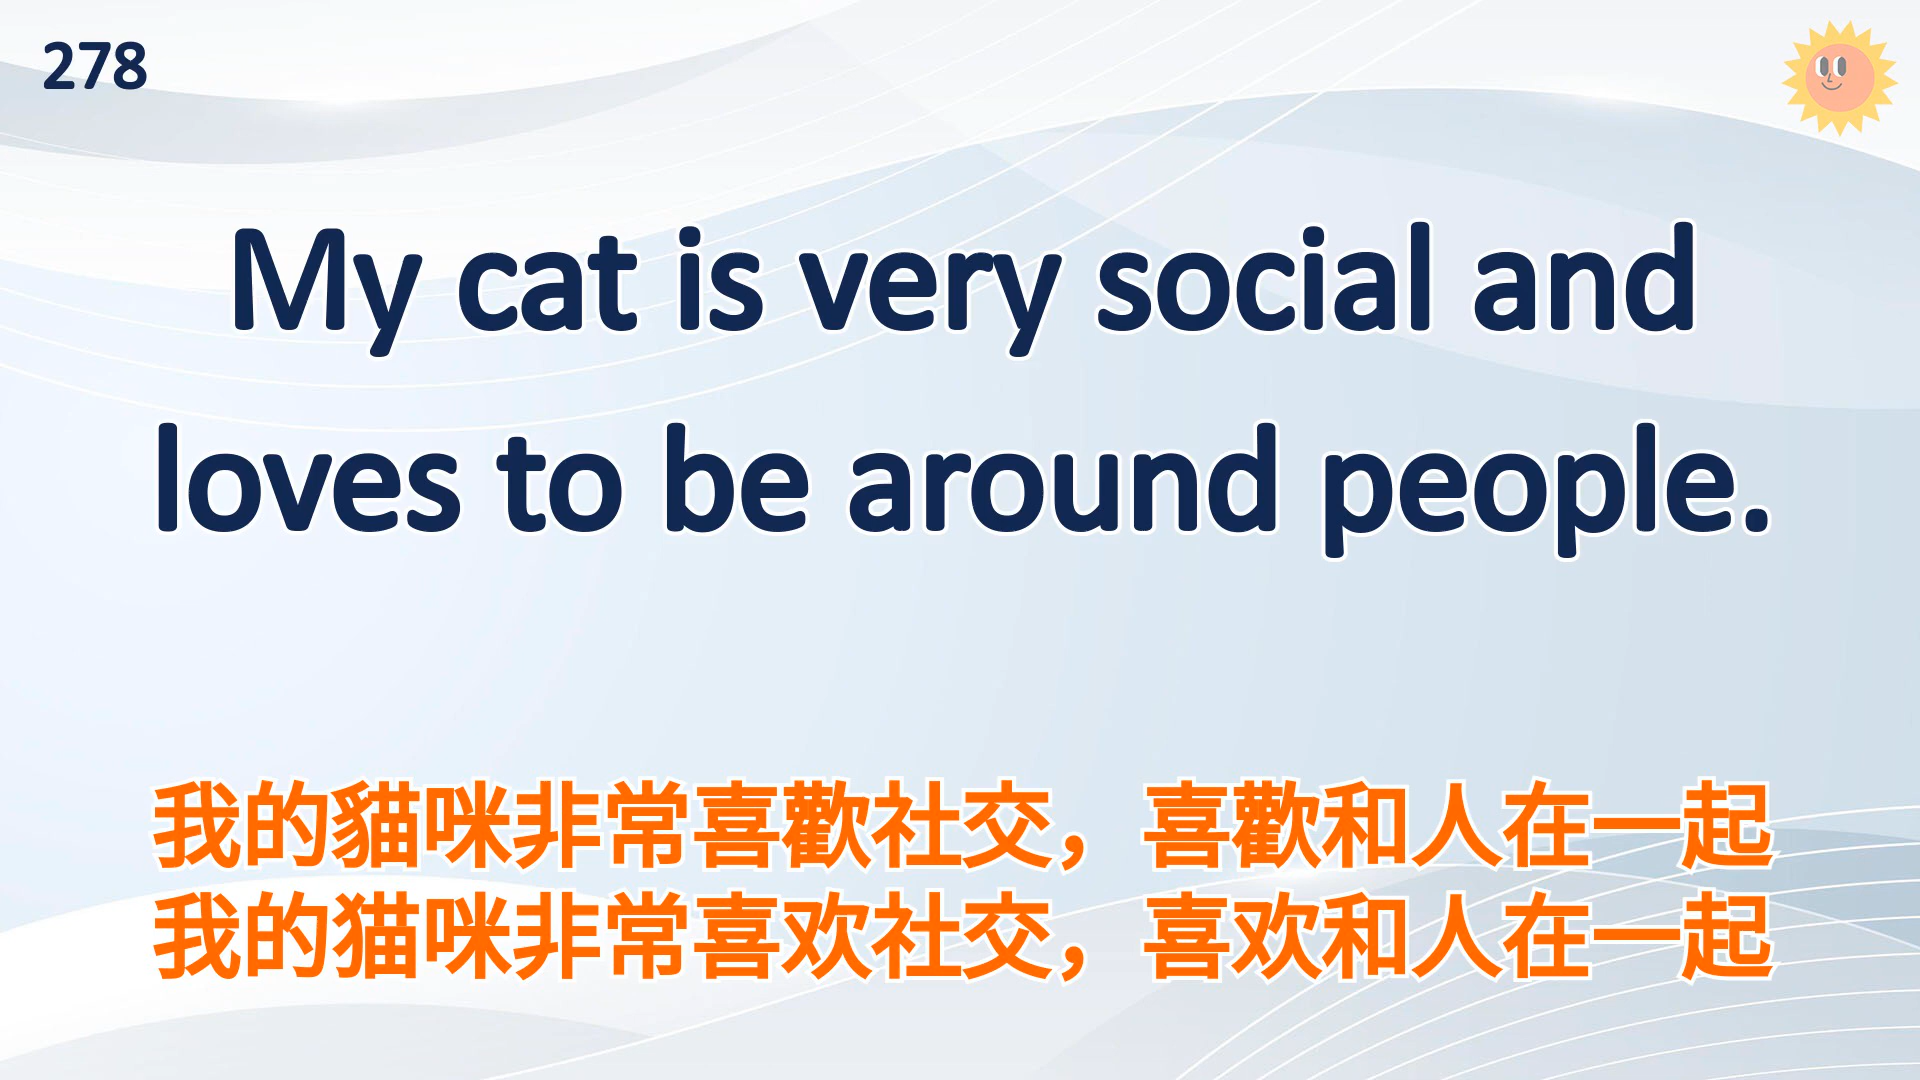 278
My cat is very social and
loves to be around people.
我的貓咪非常喜歡社交，喜歡和人在一起
我的猫咪非常喜欢社交，喜欢和人在一起